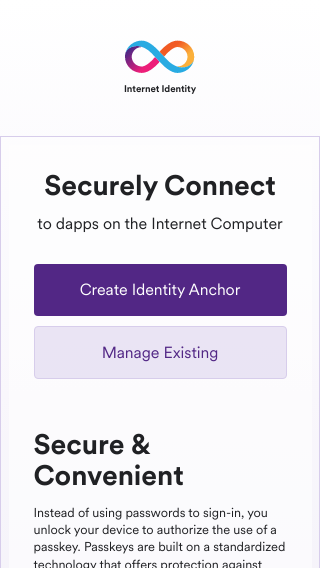 Internet Identity
Securely Connect
to dapps on the Internet Computer
Create Identity Anchor
Manage Existing
Secure &
Convenient
Instead of using passwords to sign-in, you
unlock your device to authorize the use of a
passkey. Passkeys are built on a standardized
technology that offers protection against